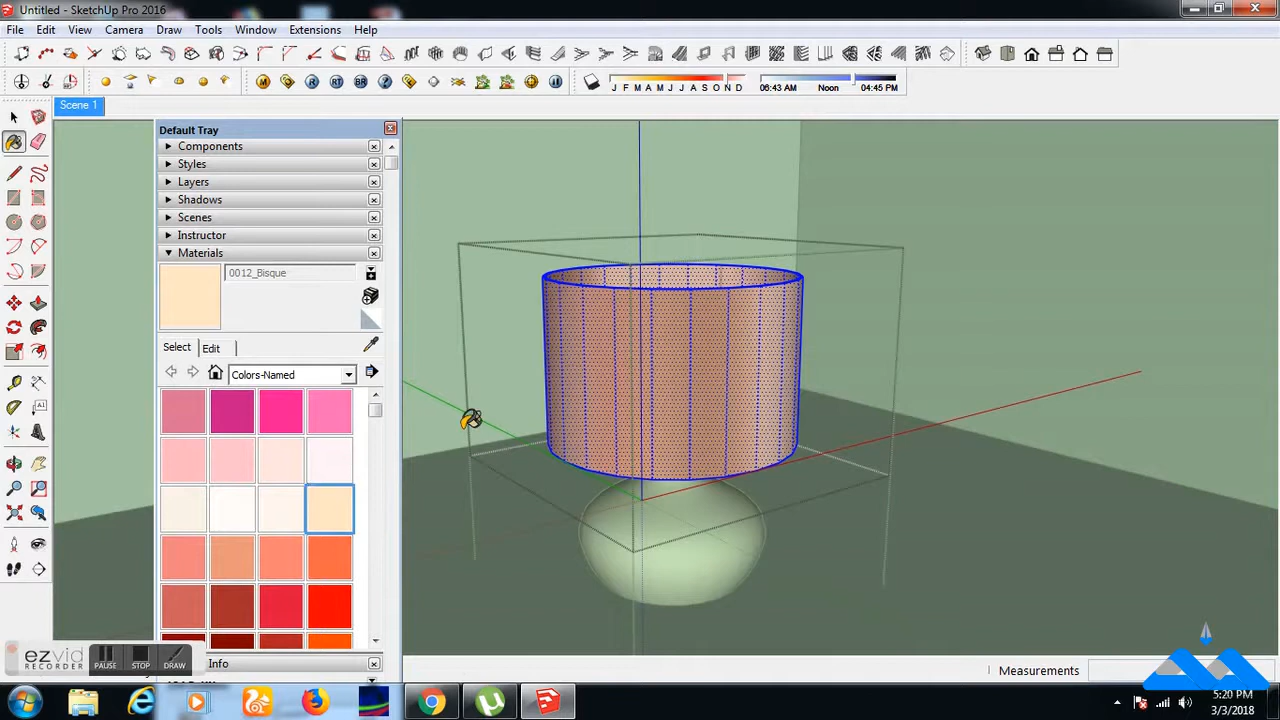 Untitled - SketchUp Pro 2016
File Edit View Camera Draw Tools Window Extensions Help
M R RT BR ?
J F M A M J J A S O N D 06:43 AM Noon 04:45 PM
Scene 1
Default Tray
Components
Styles
Layers
Shadows
Scenes
Instructor
Materials
0012_Bisque
Select Edit
Colors-Named
ezvid
RECORDER PAUSE STOP DRAW
Info
Measurements
5:20 PM
3/3/2018